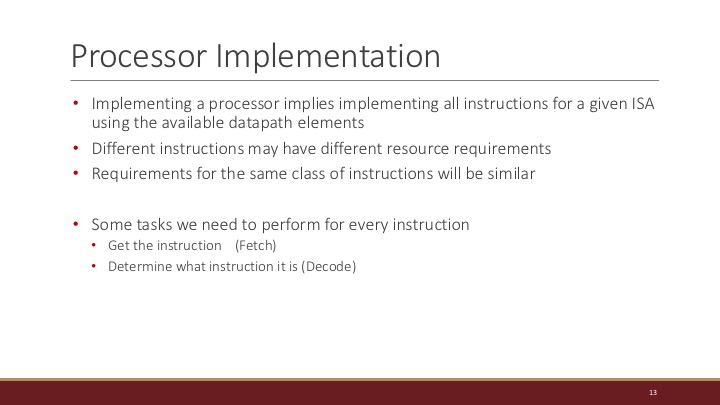 Processor Implementation
• Implementing a processor implies implementing all instructions for a given ISA
using the available datapath elements
• Different instructions may have different resource requirements
• Requirements for the same class of instructions will be similar
• Some tasks we need to perform for every instruction
• Get the instruction (Fetch)
• Determine what instruction it is (Decode)
13